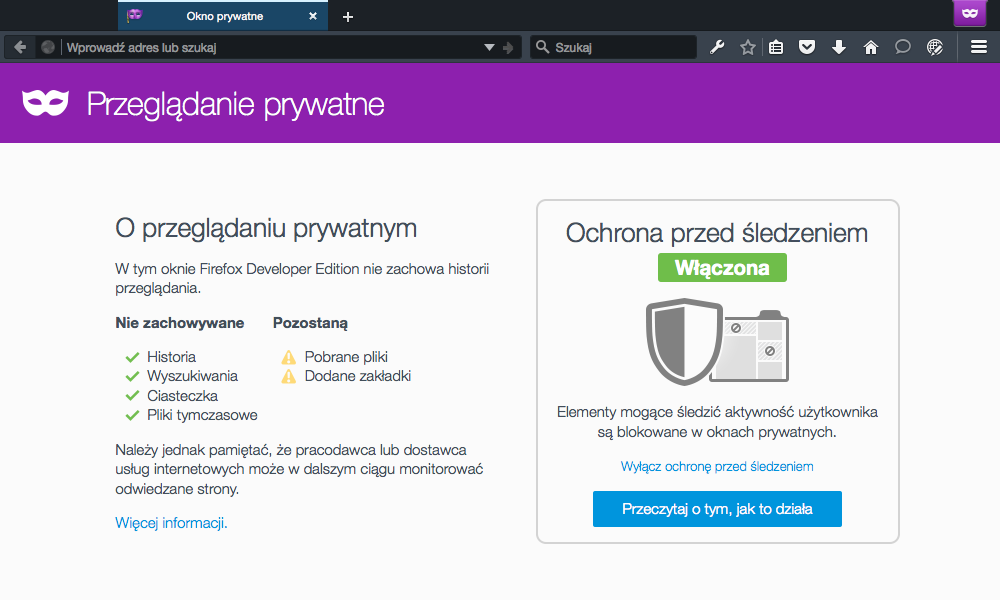 Okno prywatne
Wprowadź adres lub szukaj
Szukaj
Przeglądanie prywatne
O przeglądaniu prywatnym
W tym oknie Firefox Developer Edition nie zachowa historii
przeglądania.
Nie zachowywane
Pozostaną
Historia
Wyszukiwania
Ciasteczka
Pliki tymczasowe
Pobrane pliki
Dodane zakładki
Należy jednak pamiętać, że pracodawca lub dostawca
usług internetowych może w dalszym ciągu monitorować
odwiedzane strony.
Więcej informacji.
Ochrona przed śledzeniem
Włączona
Elementy mogące śledzić aktywność użytkownika
są blokowane w oknach prywatnych.
Wyłącz ochronę przed śledzeniem
Przeczytaj o tym, jak to działa